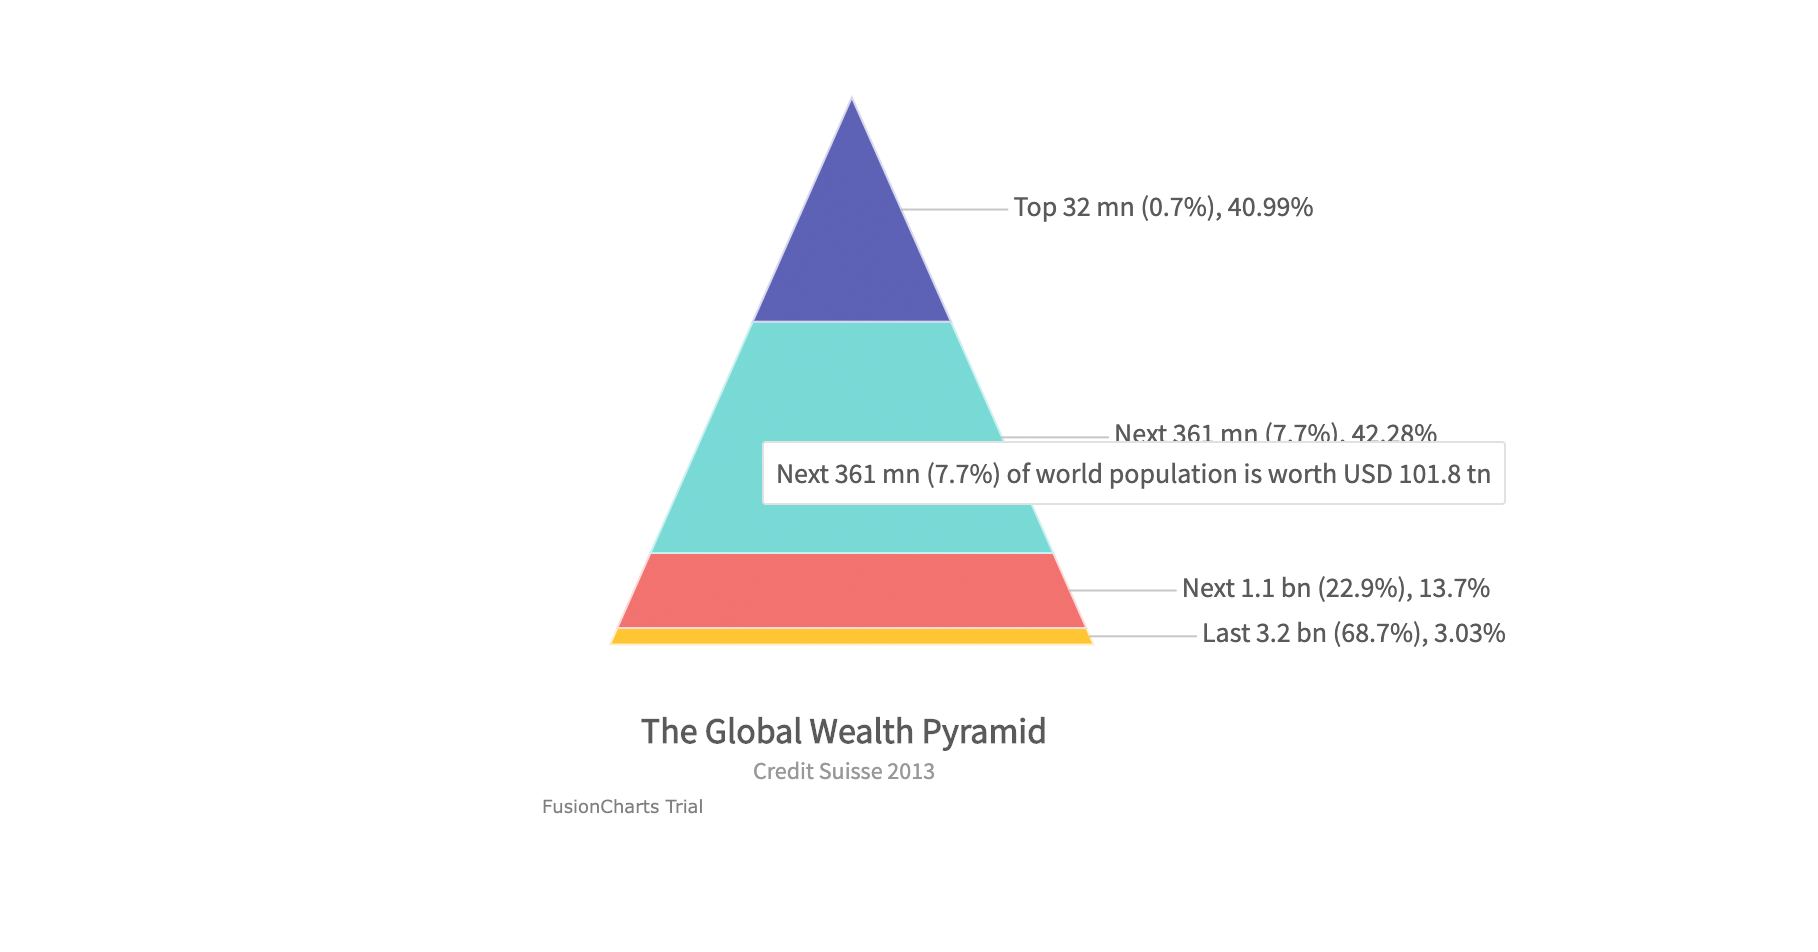 Top 32 mn (0.7%), 40.99%
Next 361 mn (7.7%), 42.28%
Next 361 mn (7.7%) of world population is worth USD 101.8 tn
Next 1.1 bn (22.9%), 13.7%
Last 3.2 bn (68.7%), 3.03%
The Global Wealth Pyramid
Credit Suisse 2013
FusionCharts Trial